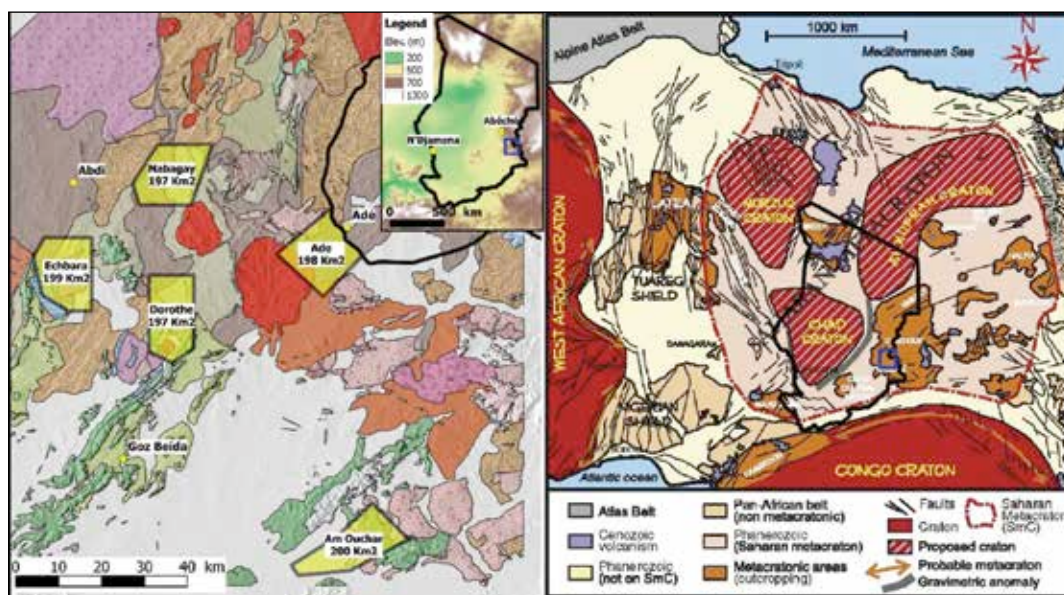 Legend
Elev. (m)
200
500
700
1300
Abéché
N'Djamena
0 500 km
Abdi
Nabagay
197 Km2
Ade
Ade
198 Km2
Echbara
199 Km2
Dorothe
197 Km2
Goz Beida
Am Ouchar
200 Km2
0 10 20 30 40 km
Alpine Atlas Belt
1000 km
N
Mediterranean Sea
Tripoli
WEST AFRICAN CRATON
MURZUQ
CRATON
CRATON
TUAREG
SHIELD
CHAD
CRATON
DAMAGARAM
NIGERIAN
SHIELD
Atlantic ocean
CONGO CRATON
Atlas Belt
Cenozoic
volcanism
Phanerozoic
(not on SmC)
Pan-African belt
(non metacratonic)
Phanerozoic
(Saharan metacraton)
Metacratonic areas
(outcropping)
Faults
Craton
Proposed craton
Probable metacraton
Gravimetric anomaly
Saharan
Metacraton
(SmC)